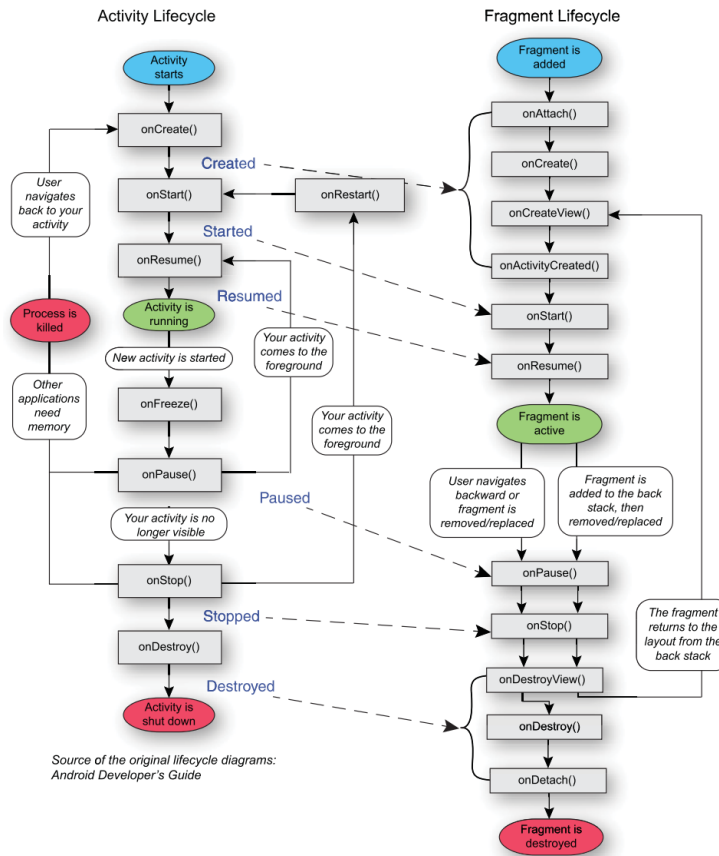 Activity Lifecycle
Activity
starts
onCreate()
User
navigates
back to your
activity
onStart()
onRestart()
onResume()
Process is
killed
Activity is
running
New activity is started
Your activity
comes to the
foreground
Other
applications
need
memory
onFreeze()
Your activity
comes to the
foreground
onPause()
Your activity is no
longer visible
onStop()
onDestroy()
Activity is
shut down
Source of the original lifecycle diagrams:
Android Developer's Guide
Created
Started
Resumed
Paused
Stopped
Destroyed
Fragment Lifecycle
Fragment is
added
onAttach()
onCreate()
onCreateView()
onActivityCreated()
onStart()
onResume()
Fragment is
active
User navigates
backward or
fragment is
removed/replaced
Fragment is
added to the back
stack, then
removed/replaced
onPause()
onStop()
The fragment
returns to the
layout from the
back stack
onDestroyView()
onDestroy()
onDetach()
Fragment is
destroyed